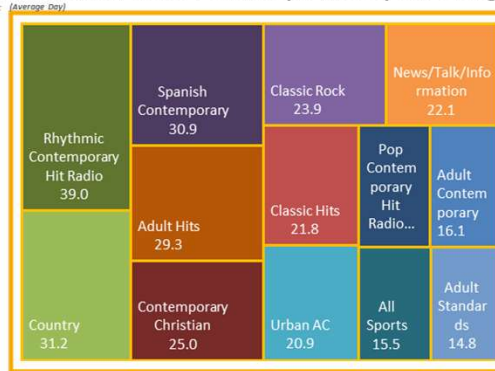 (Average Day)
Rhythmic
Contemporary
Hit Radio
39.0
Country
31.2
Spanish
Contemporary
30.9
Adult Hits
29.3
Contemporary
Christian
25.0
Classic Rock
23.9
News/Talk/Info
rmation
22.1
Classic Hits
21.8
Urban AC
20.9
Pop
Contem
porary
Hit
Radio...
Adult
Contem
porary
16.1
All
Sports
15.5
Adult
Standar
ds
14.8